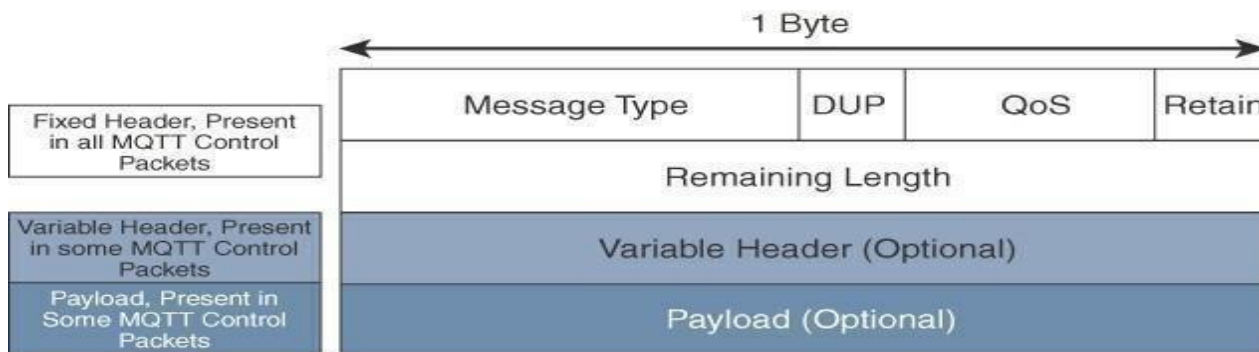 1 Byte
Message Type DUP QoS Retain
Fixed Header, Present
in all MQTT Control
Packets
Remaining Length
Variable Header, Present
in some MQTT Control
Packets
Variable Header (Optional)
Payload, Present in
Some MQTT Control
Packets
Payload (Optional)